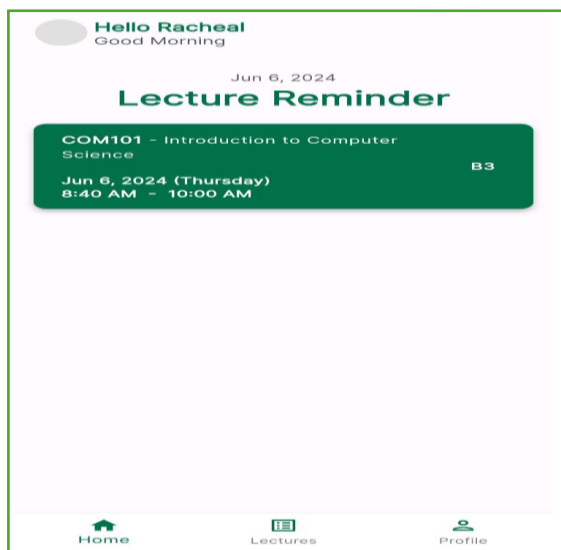 Hello Racheal
Good Morning
Jun 6, 2024
Lecture Reminder
COM101 - Introduction to Computer
Science
B3
Jun 6, 2024 (Thursday)
8:40 AM - 10:00 AM
Home
Lectures
Profile